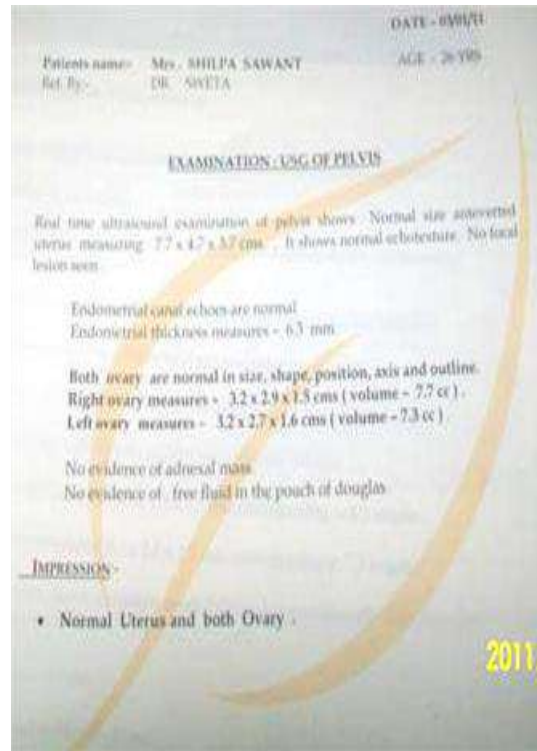 DATE - 03/01/11
Patients name:- Mrs. SHILPA SAWANT AGE - 26 YRS
Ref. By:- DR. SWETA
EXAMINATION : USG OF PELVIS
Real time ultrasound examination of pelvis shows Normal size anteverted
uterus measuring 7.7 x 4.7 x 3.7 cms. , It shows normal echotexture. No focal
lesion seen.
Endometrial canal echoes are normal
Endometrial thickness measures - 6.3 mm
Both ovary are normal in size, shape, position, axis and outline.
Right ovary measures - 3.2 x 2.9 x 1.5 cms ( volume - 7.7 cc ) .
Left ovary measures - 3.2 x 2.7 x 1.6 cms ( volume - 7.3 cc )
No evidence of adnexal mass
No evidence of free fluid in the pouch of douglas
IMPRESSION:-
• Normal Uterus and both Ovary .
2011